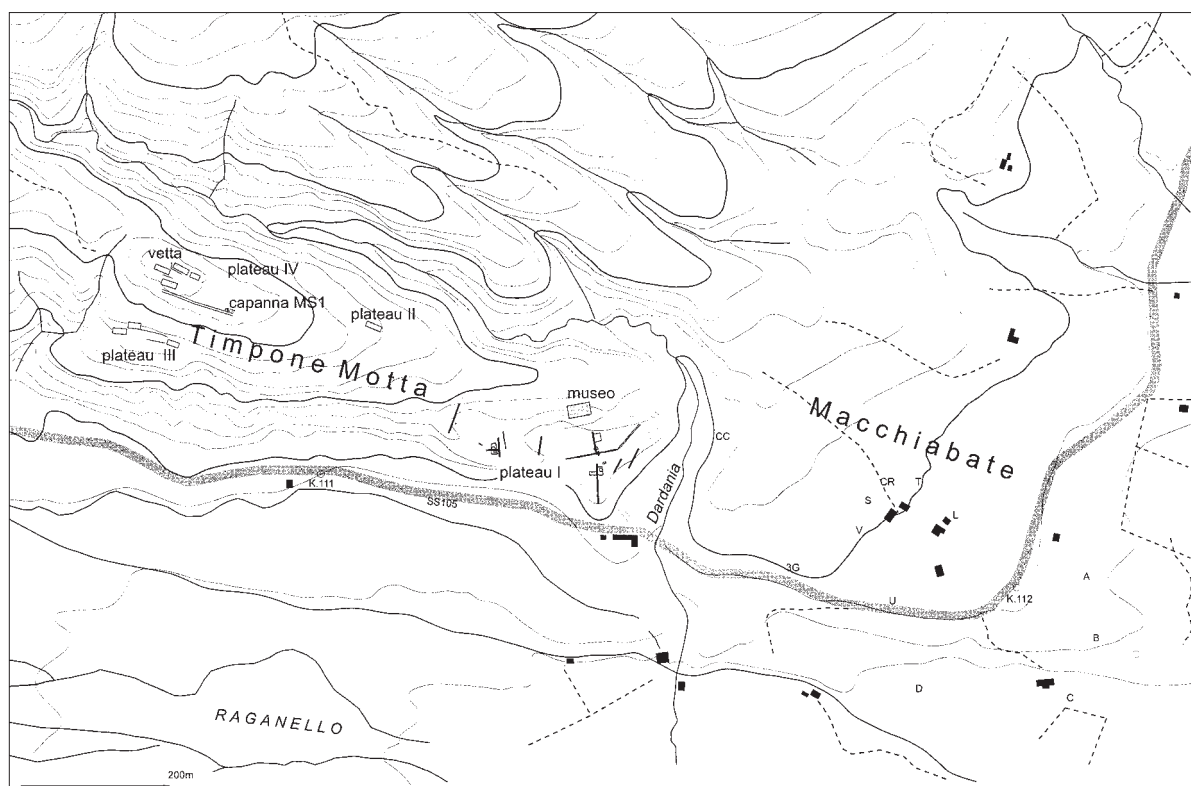 vetta
plateau IV
capanna MS1
plateau II
plateau III
Timpone Motta
museo
Macchiabate
CC
plateau I
Dardania
CR
T
S
V
L
K.111
SS105
3G
U
A
K.112
B
D
C
RAGANELLO
200m